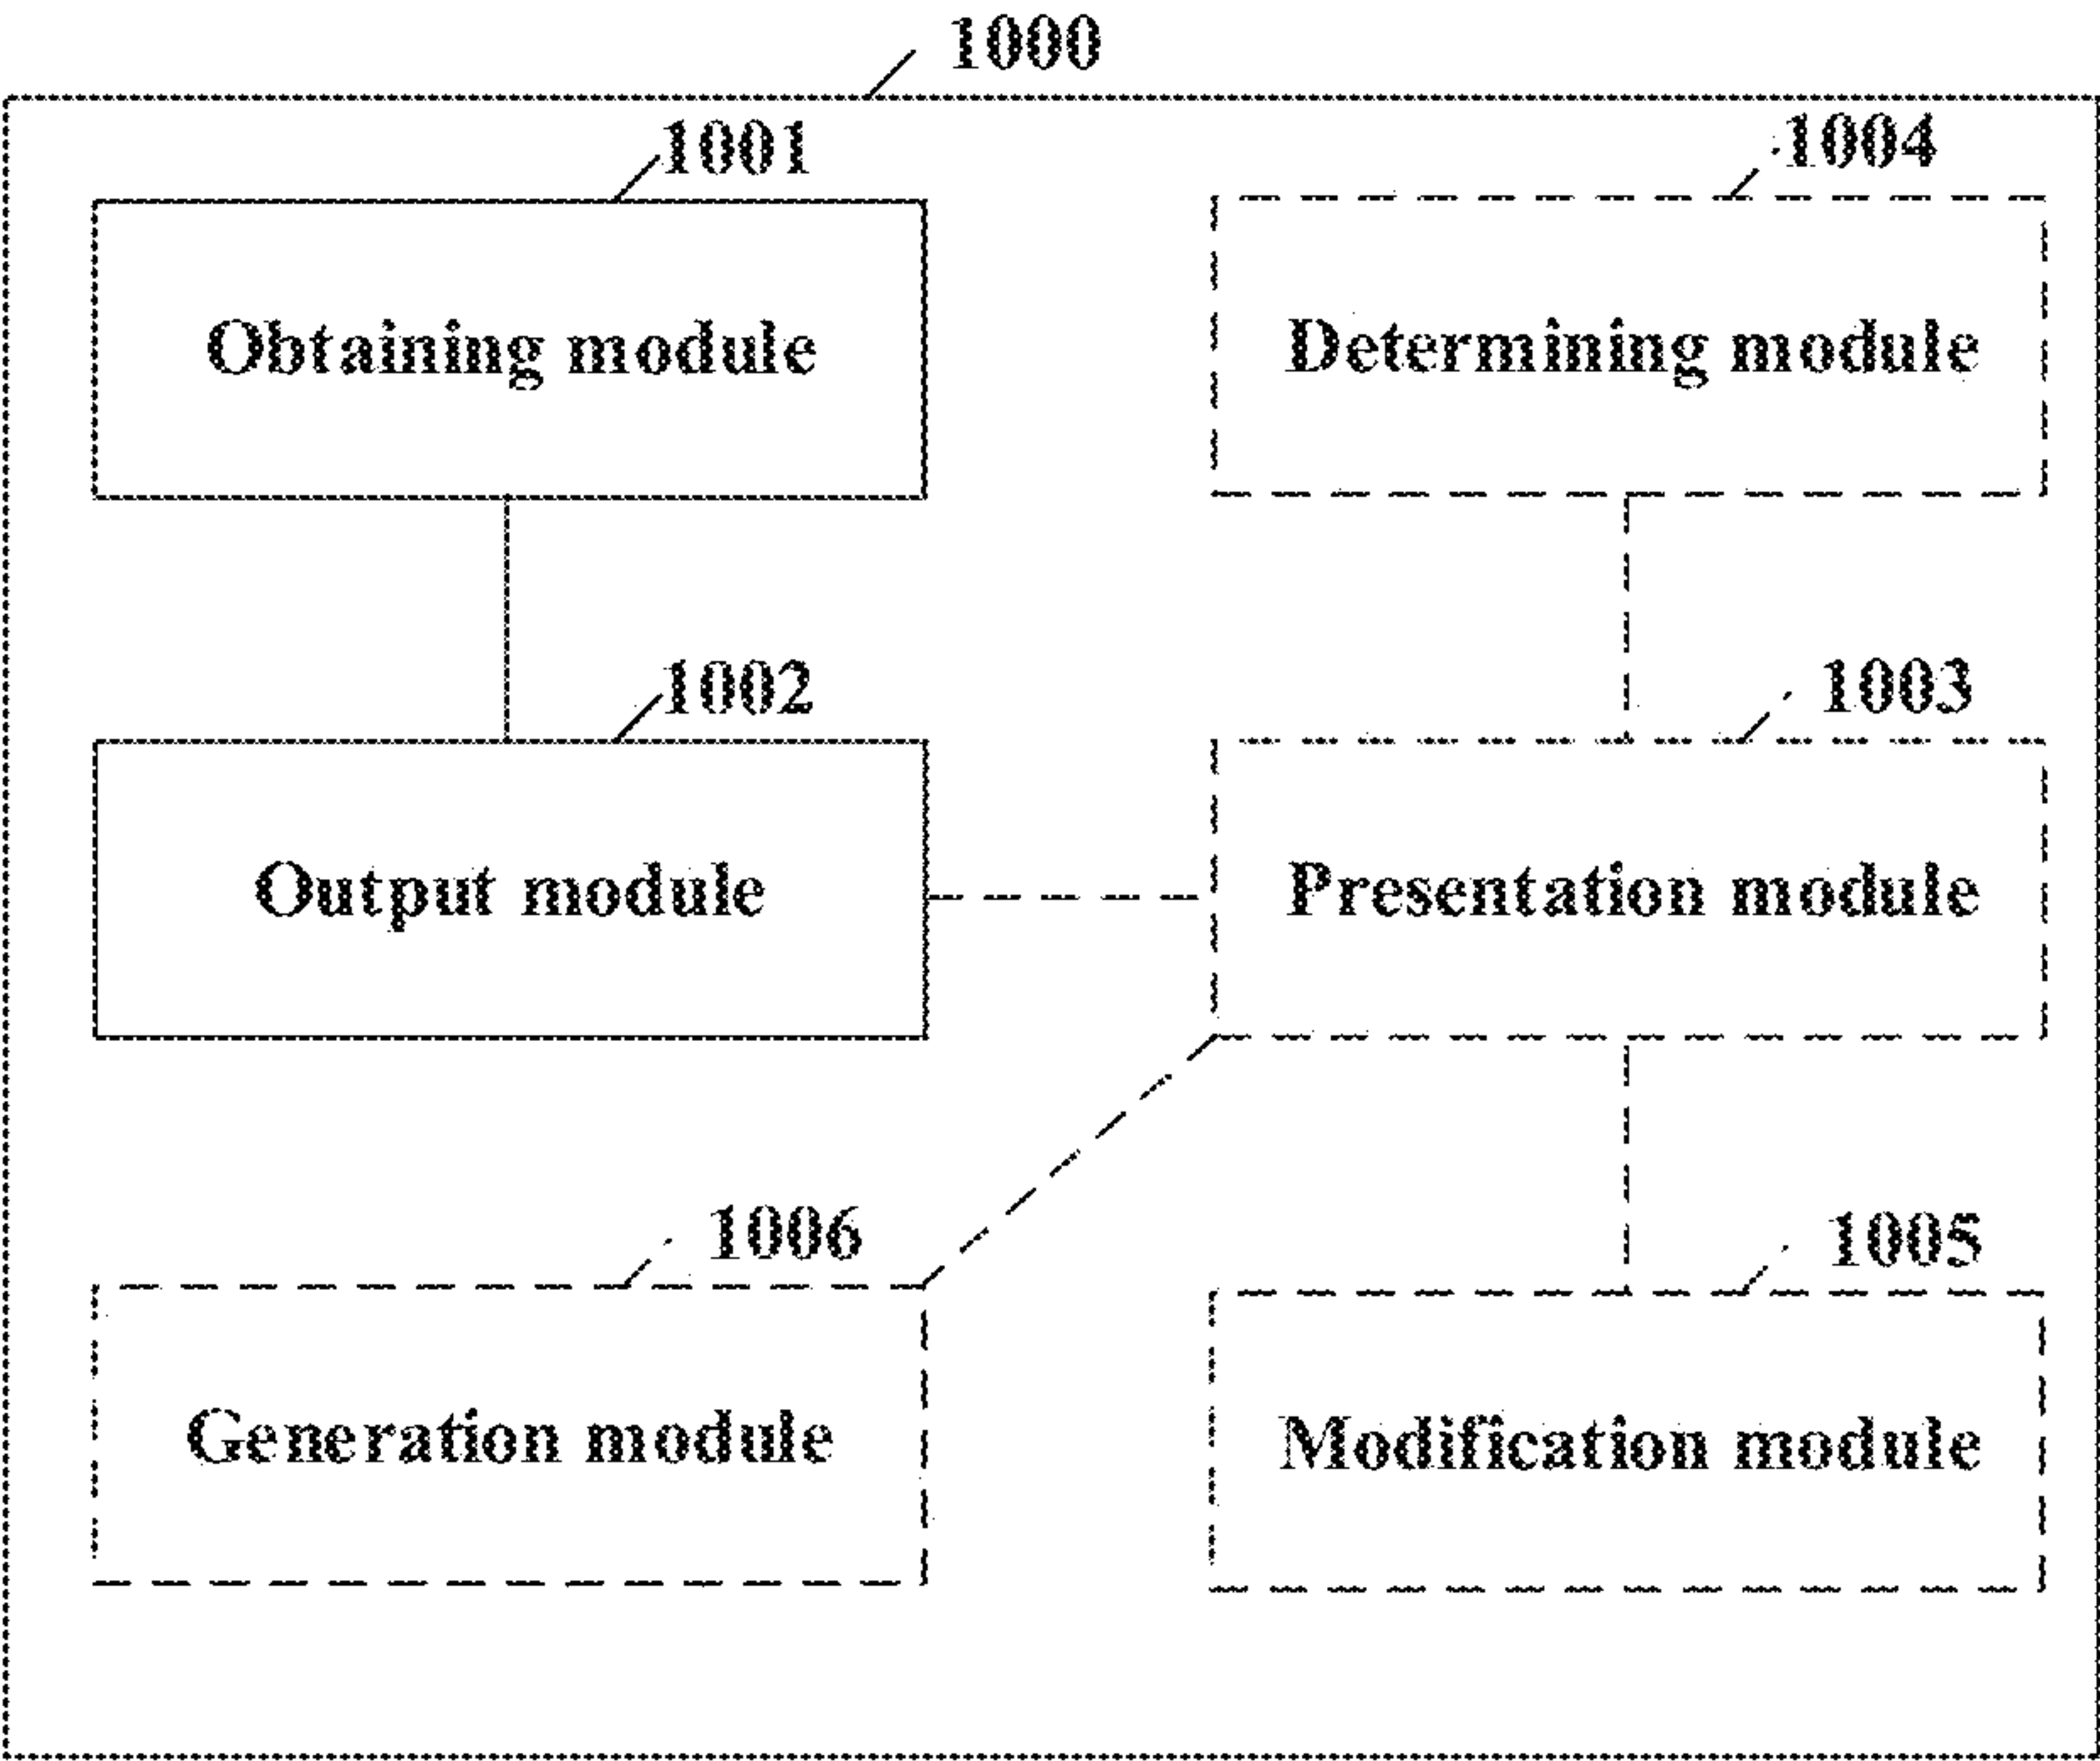 1000
1001
1004
Obtaining module
Determining module
1002
1003
Output module
Presentation module
1006
1005
Generation module
Modification module